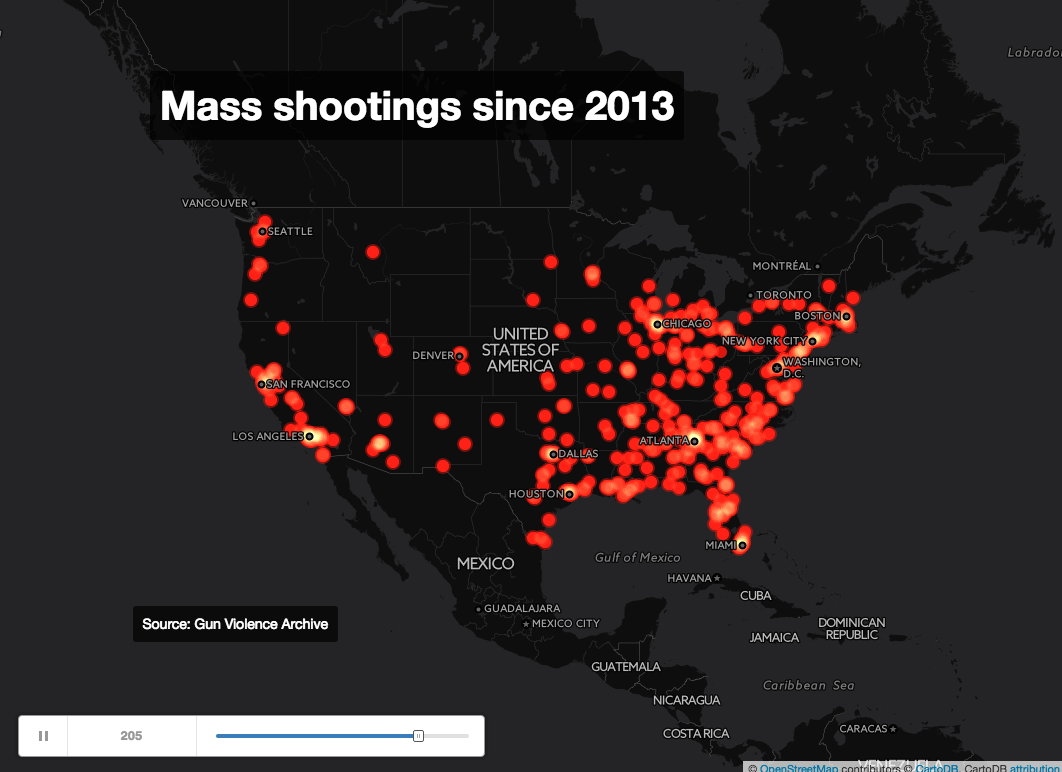 Labrado
Mass shootings since 2013
VANCOUVER
SEATTLE
MONTRÉAL
TORONTO
BOSTON
CHICAGO
UNITED
STATES OF
AMERICA
NEW YORK CITY
DENVER
WASHINGTON,
D.C.
SAN FRANCISCO
LOS ANGELES
ATLANTA
DALLAS
HOUSTON
MIAMI
Gulf of Mexico
MEXICO
HAVANA
CUBA
GUADALAJARA
MEXICO CITY
Source: Gun Violence Archive
DOMINICAN
REPUBLIC
JAMAICA
GUATEMALA
Caribbean Sea
NICARAGUA
COSTA RICA
CARACAS
205
VENEZUELA
© OpenStreetMap contributors © CartoDB, CartoDB attribution